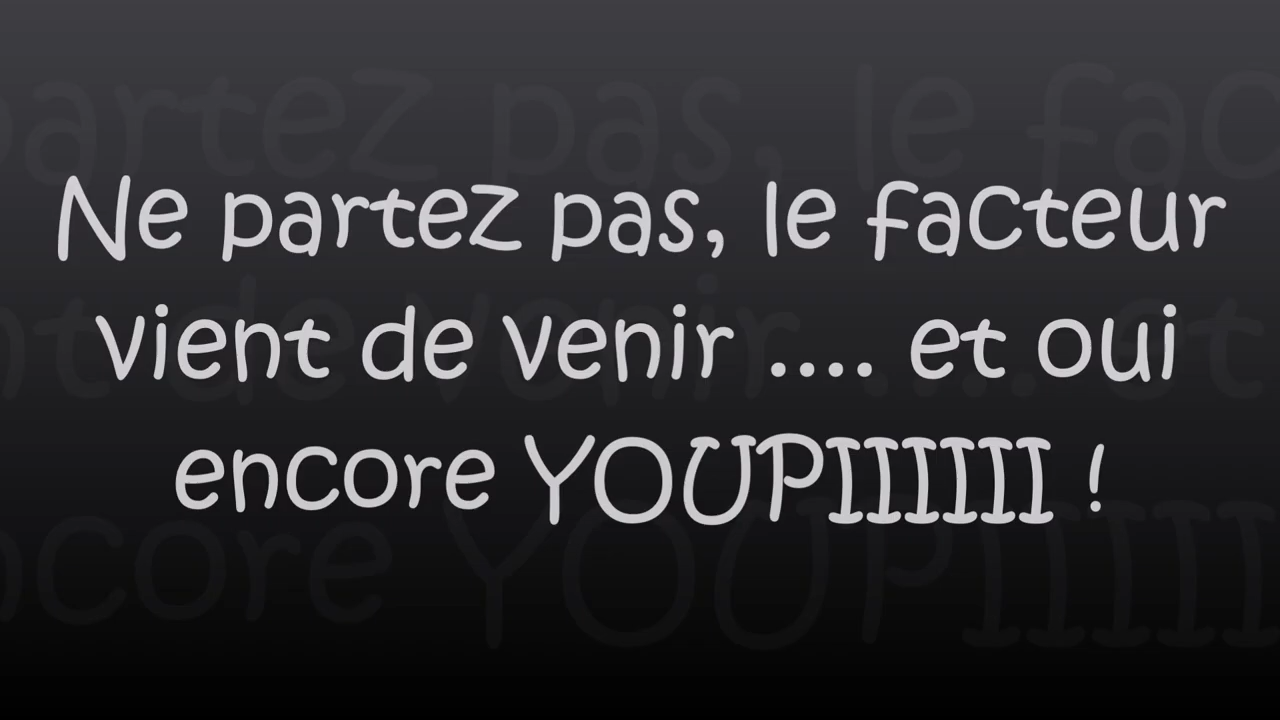 Ne partez pas, le facteur
vient de venir .... et oui
encore YOUPIIIIII !